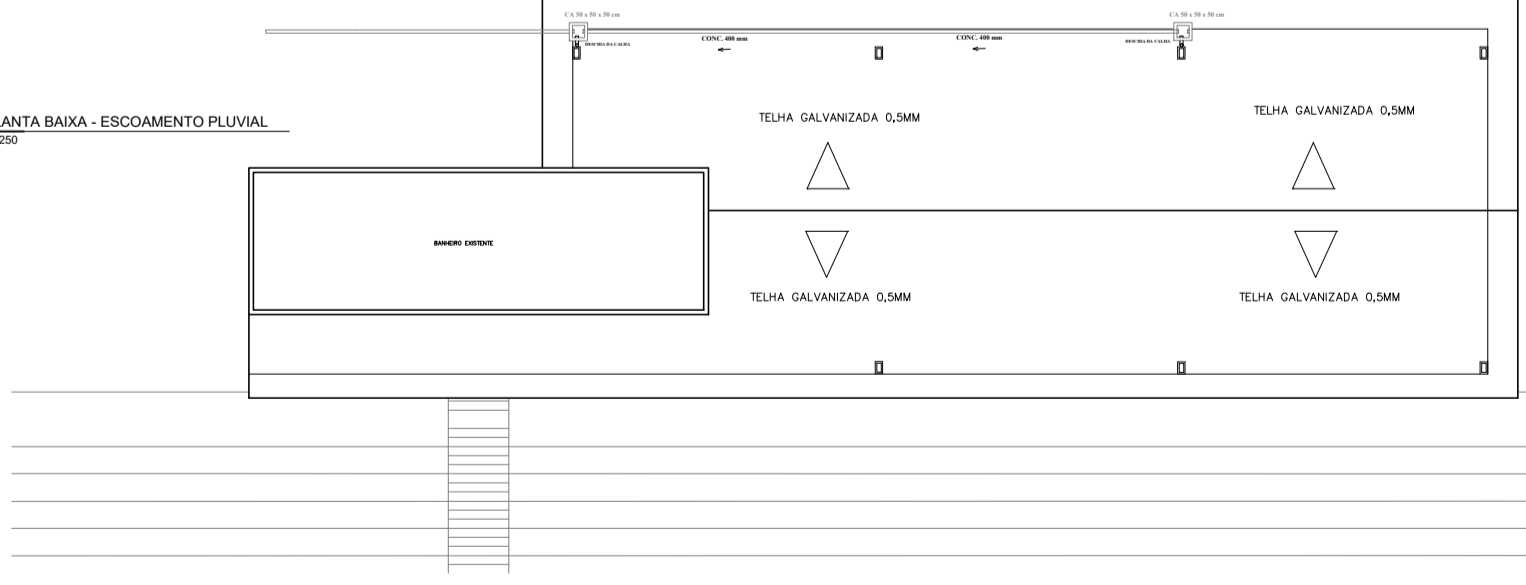 CA 50 x 50 x 50 cm
CA 50 x 50 x 50 cm
DESCIDA DA CALHA
CONC. 400 mm
CONC. 400 mm
DESCIDA DA CALHA
LANTA BAIXA - ESCOAMENTO PLUVIAL
250
TELHA GALVANIZADA 0,5MM
TELHA GALVANIZADA 0,5MM
BANHEIRO EXISTENTE
TELHA GALVANIZADA 0,5MM
TELHA GALVANIZADA 0,5MM